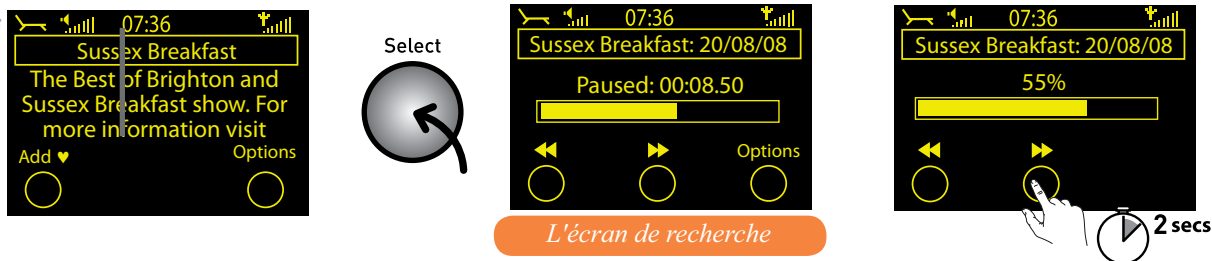 07:36
Sussex Breakfast
The Best of Brighton and
Sussex Breakfast show. For
more information visit
Add ♥
Options
Select
07:36
Sussex Breakfast: 20/08/08
Paused: 00:08.50
Options
L'écran de recherche
07:36
Sussex Breakfast: 20/08/08
55%
2 secs